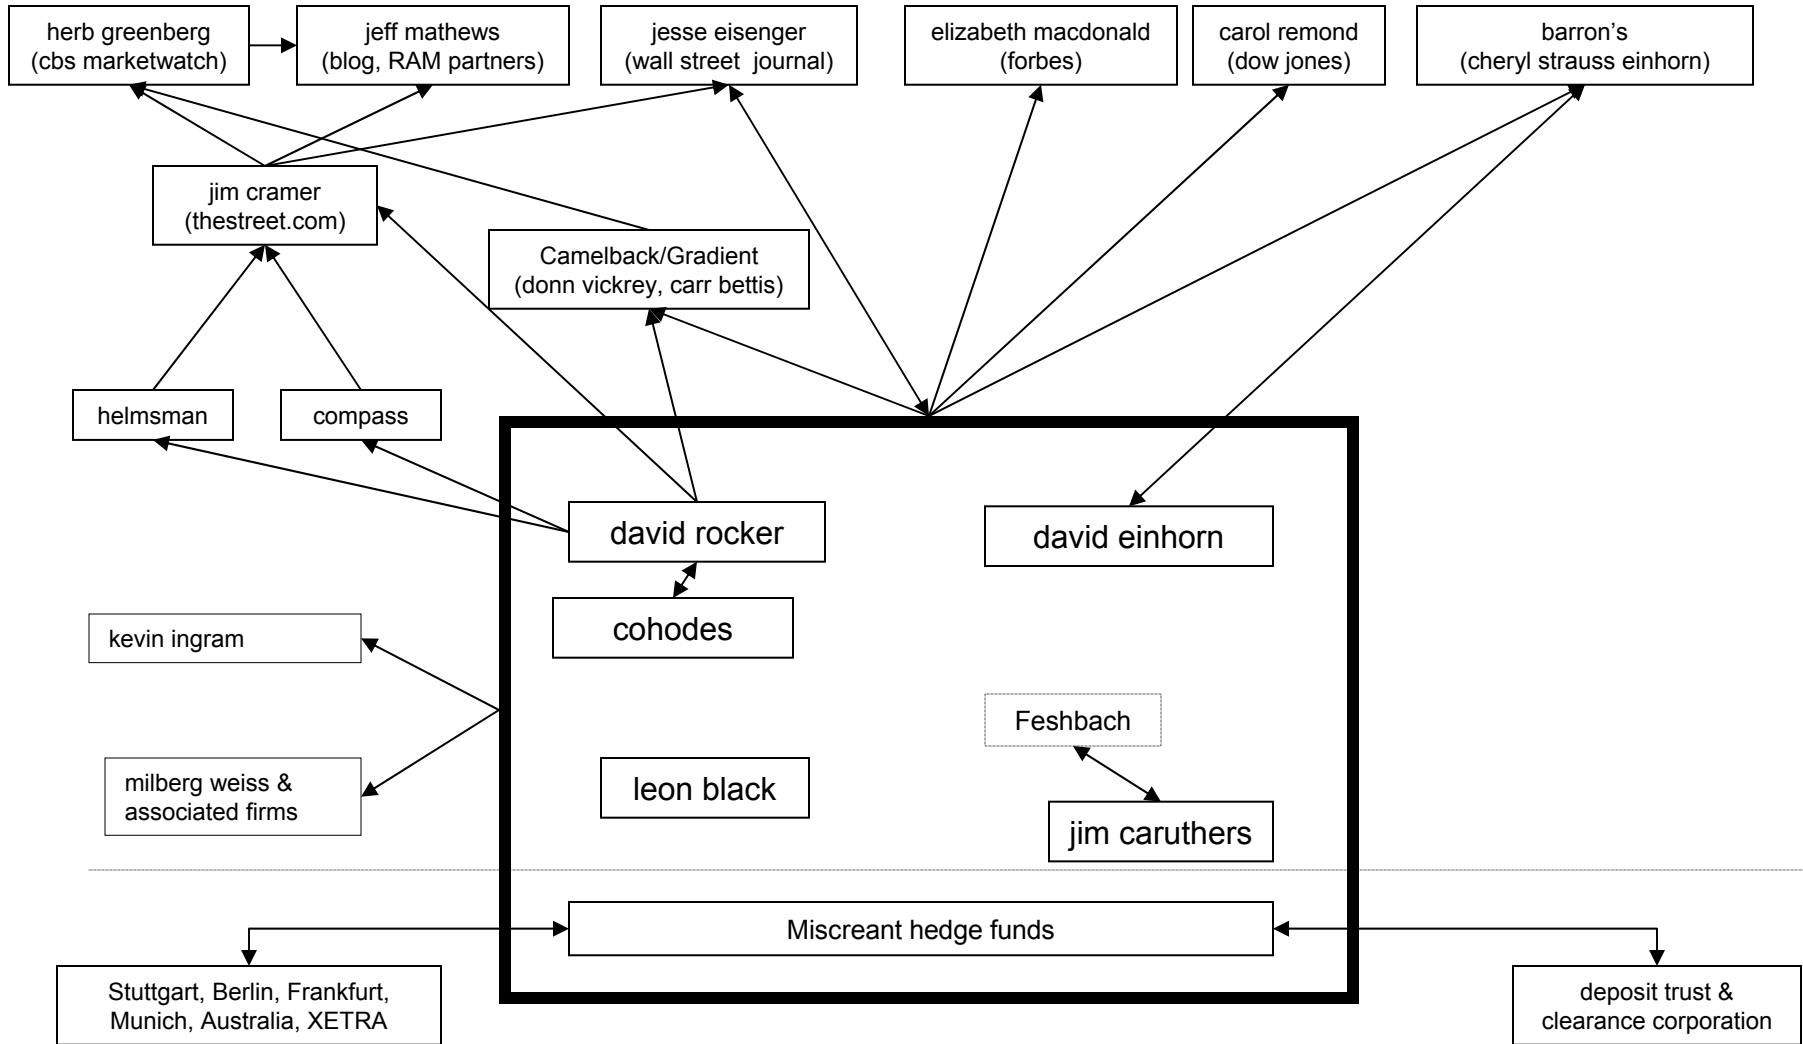 herb greenberg
(cbs marketwatch)
jeff mathews
(blog, RAM partners)
jesse eisenger
(wall street journal)
elizabeth macdonald
(forbes)
carol remond
(dow jones)
barron's
(cheryl strauss einhorn)
jim cramer
(thestreet.com)
Camelback/Gradient
(donn vickrey, carr bettis)
helmsman
compass
david rocker
david einhorn
cohodes
kevin ingram
Feshbach
milberg weiss &
associated firms
leon black
jim caruthers
Miscreant hedge funds
Stuttgart, Berlin, Frankfurt,
Munich, Australia, XETRA
deposit trust &
clearance corporation